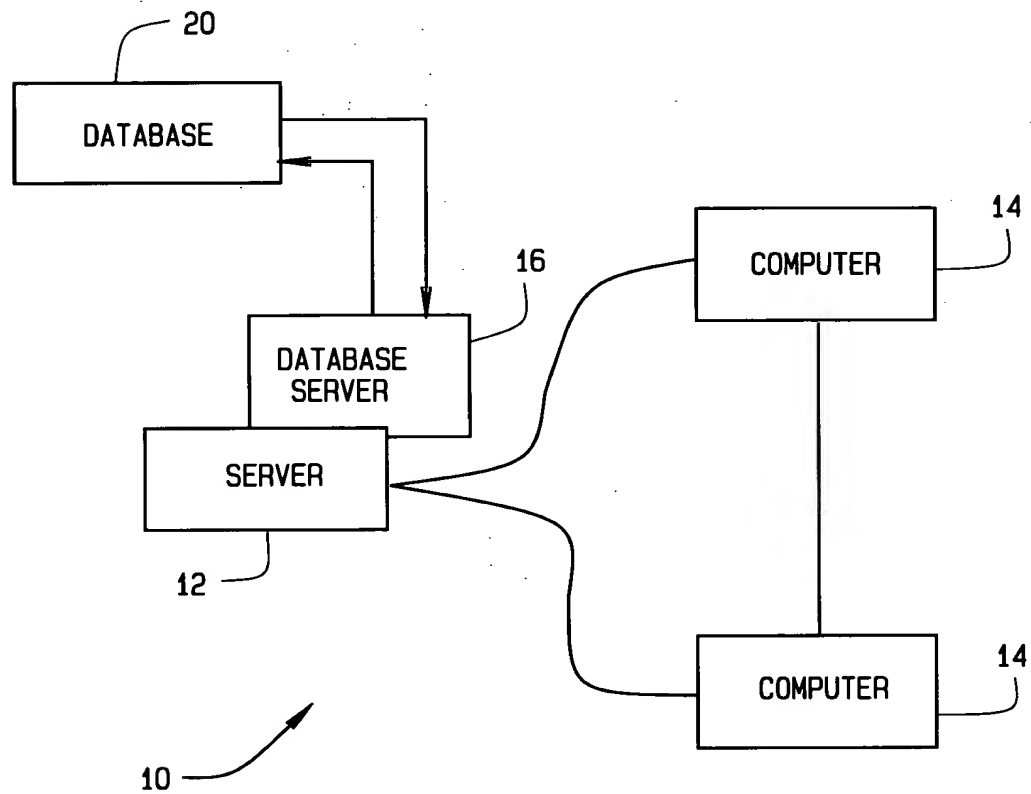 20
DATABASE
14
COMPUTER
16
DATABASE
SERVER
SERVER
12
14
COMPUTER
10